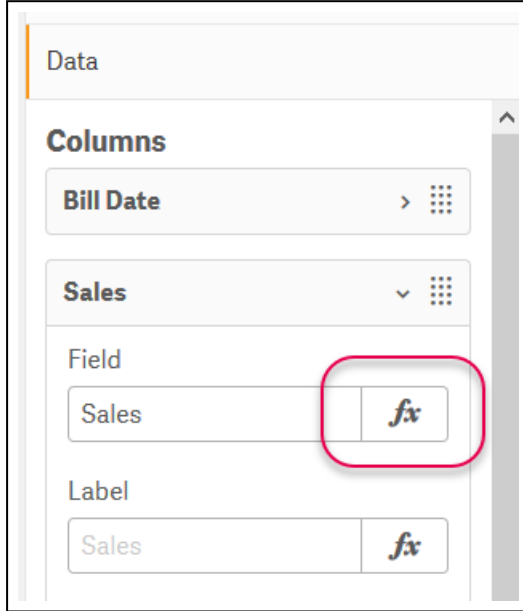 Data
Columns
Bill Date
Sales
Field
Sales fx
Label
Sales fx